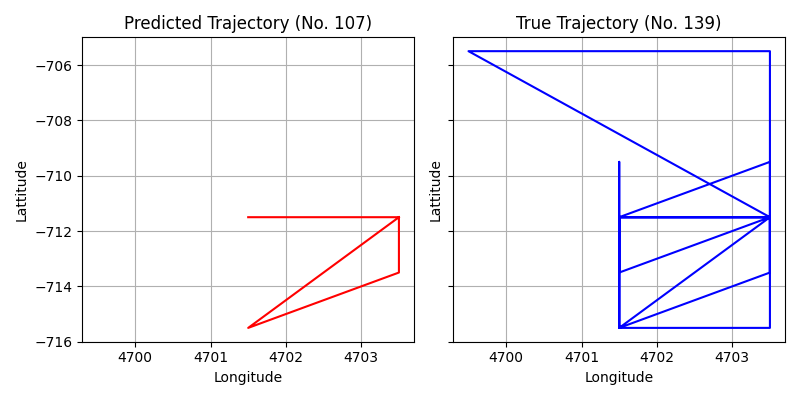 Predicted Trajectory (No. 107)
True Trajectory (No. 139)
−706
−708
−710
−712
−714
−716
Lattitude
Lattitude
4700 4701 4702 4703
4700 4701 4702 4703
Longitude
Longitude